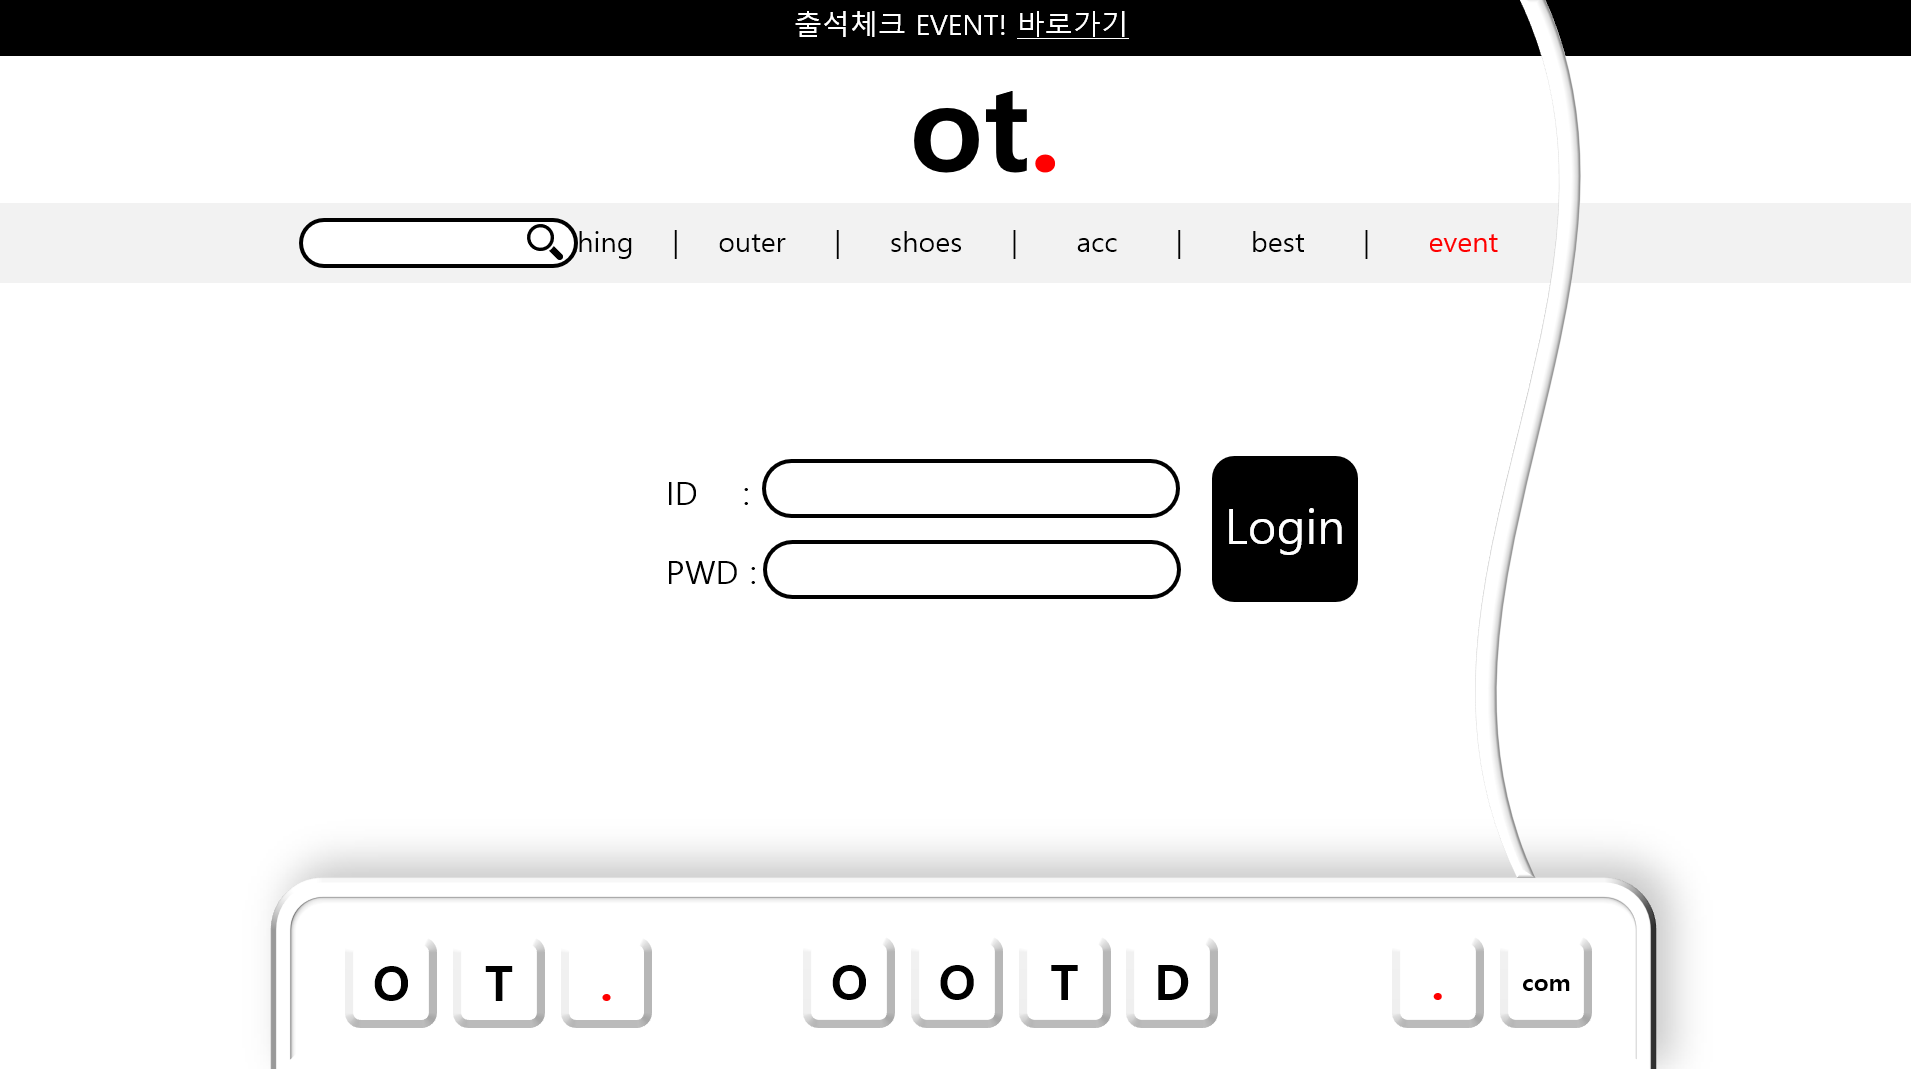 출석체크 EVENT! 바로가기
ot.
hing | outer | shoes | acc | best | event
ID :
PWD :
Login
O T . O O T D . com